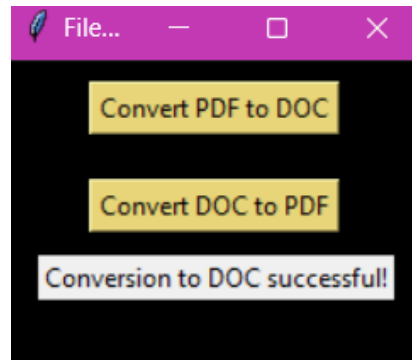 File...
Convert PDF to DOC
Convert DOC to PDF
Conversion to DOC successful!